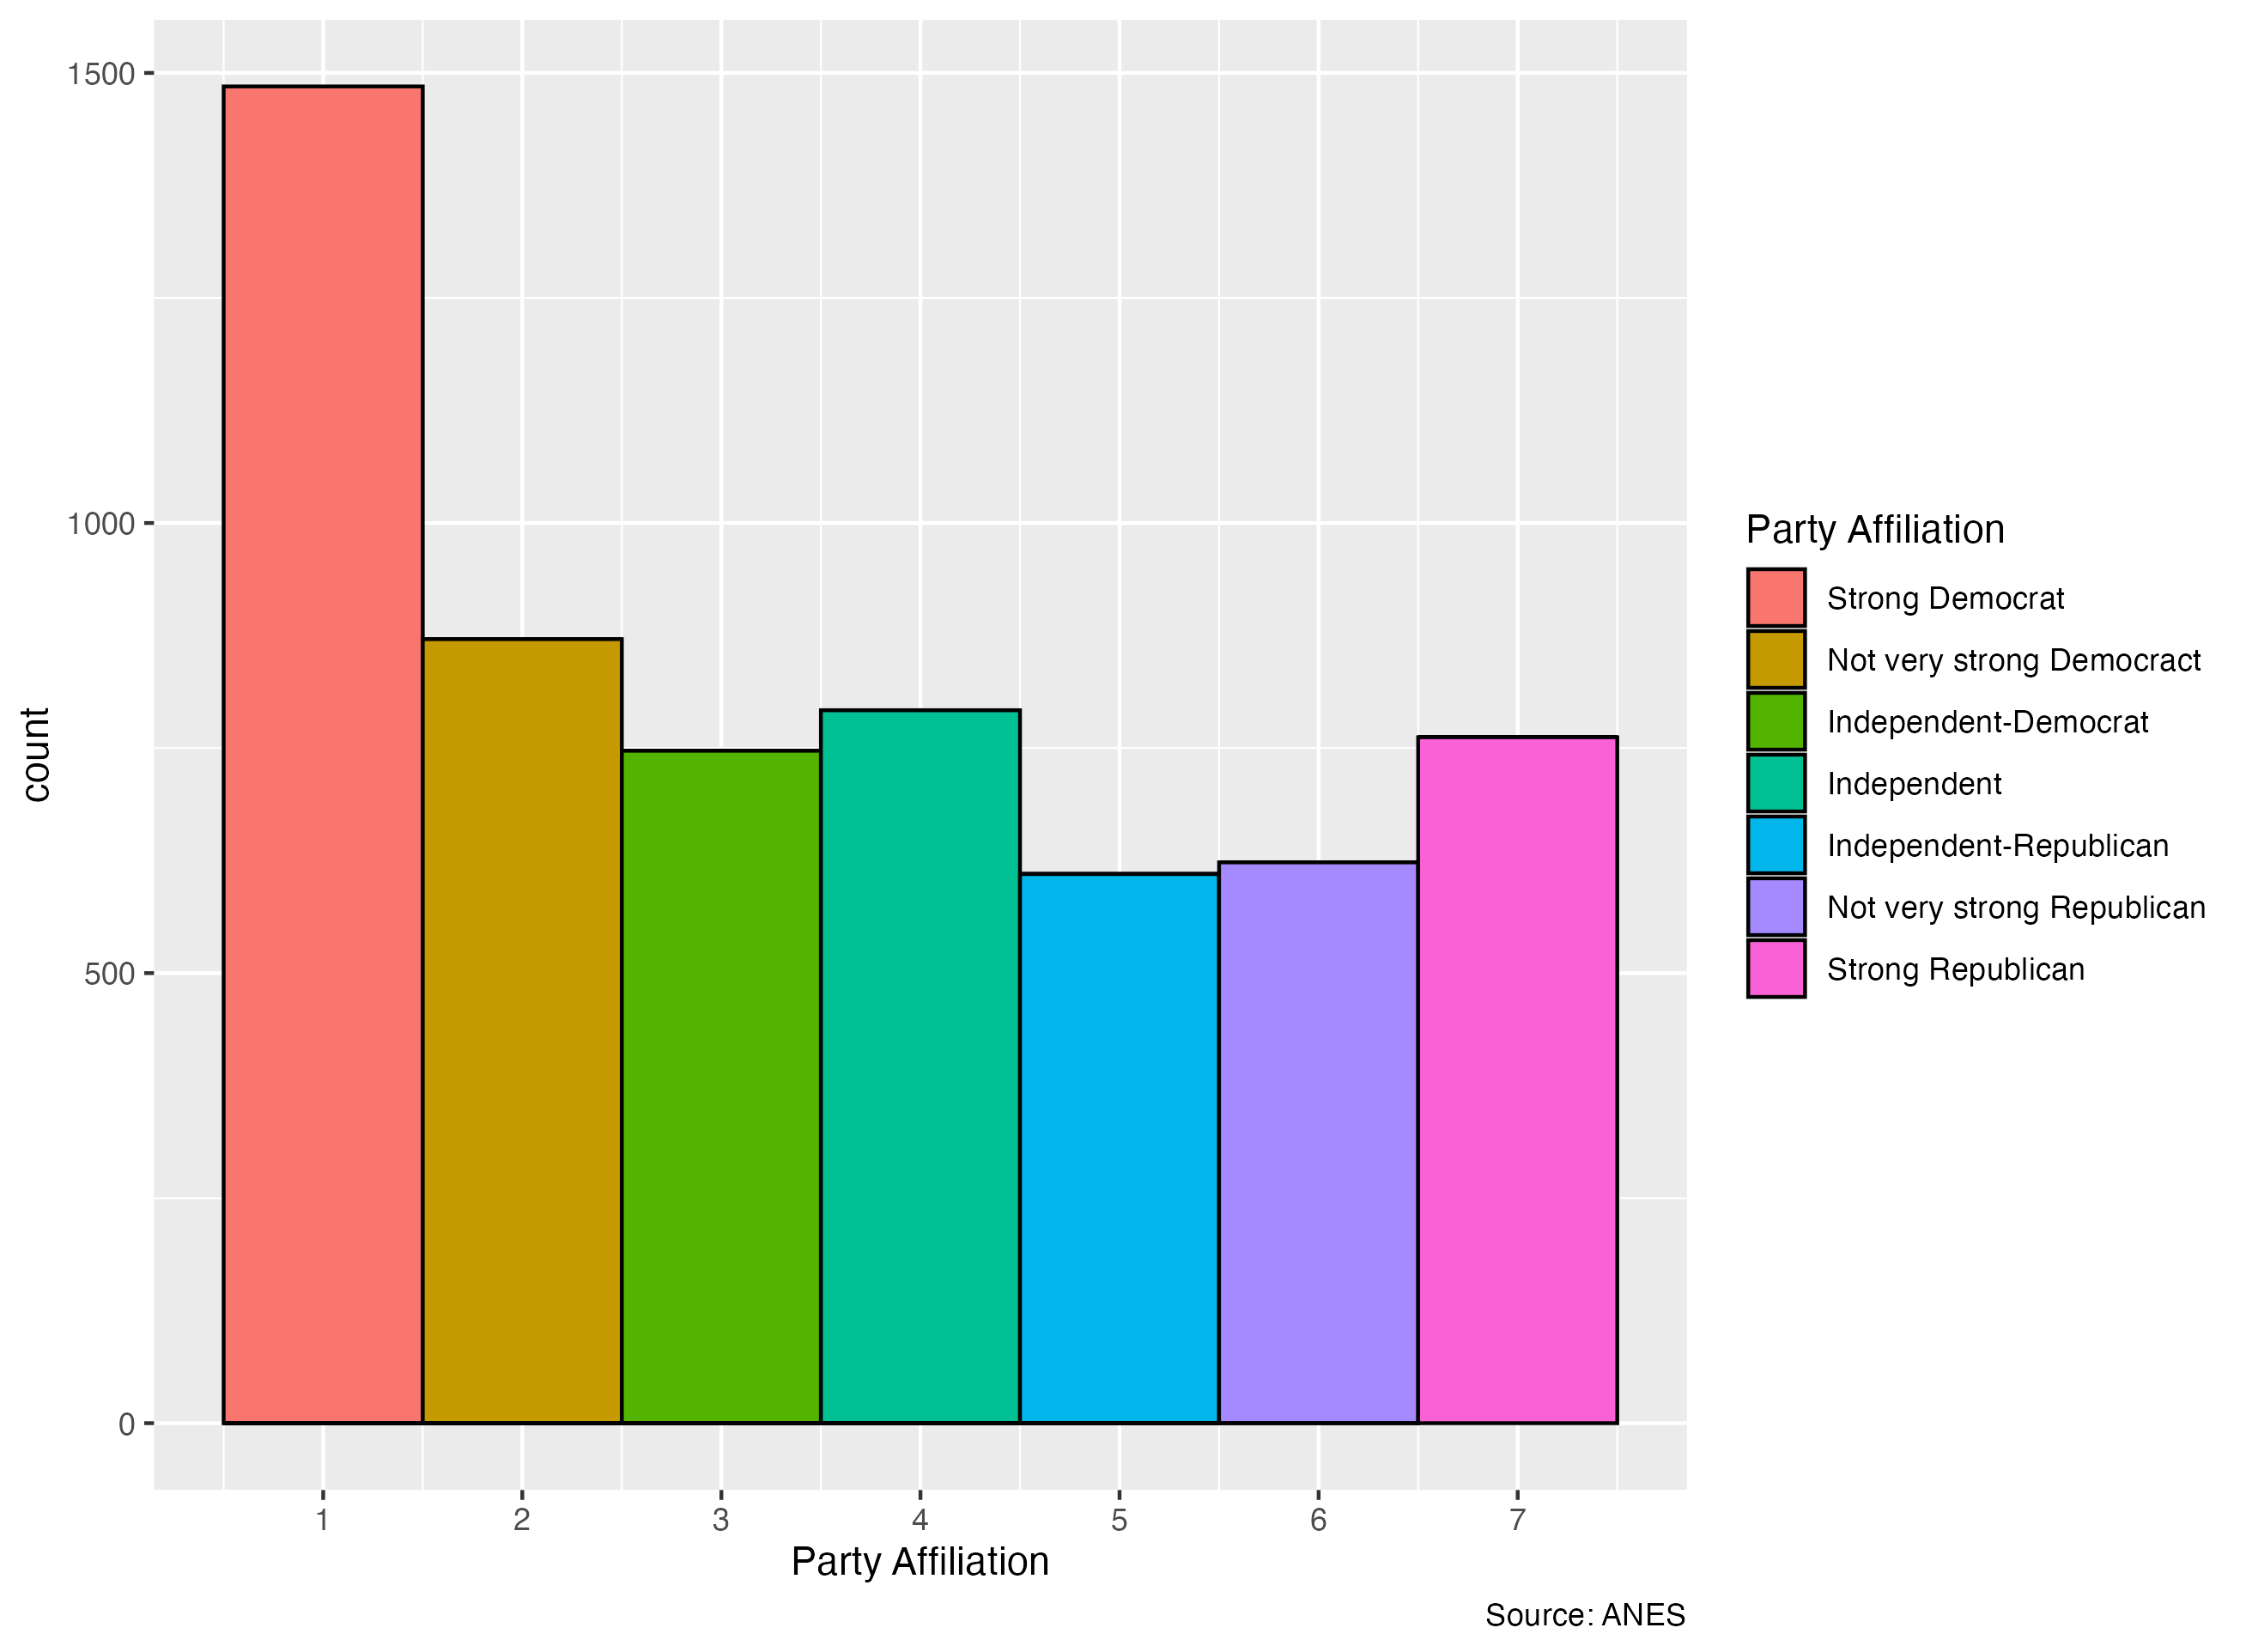 1500
1000
500
0
count
1 2 3 4 5 6 7
Party Affiliation
Source: ANES
Party Affiliation
Strong Democrat
Not very strong Democract
Independent-Democrat
Independent
Independent-Republican
Not very strong Republican
Strong Republican